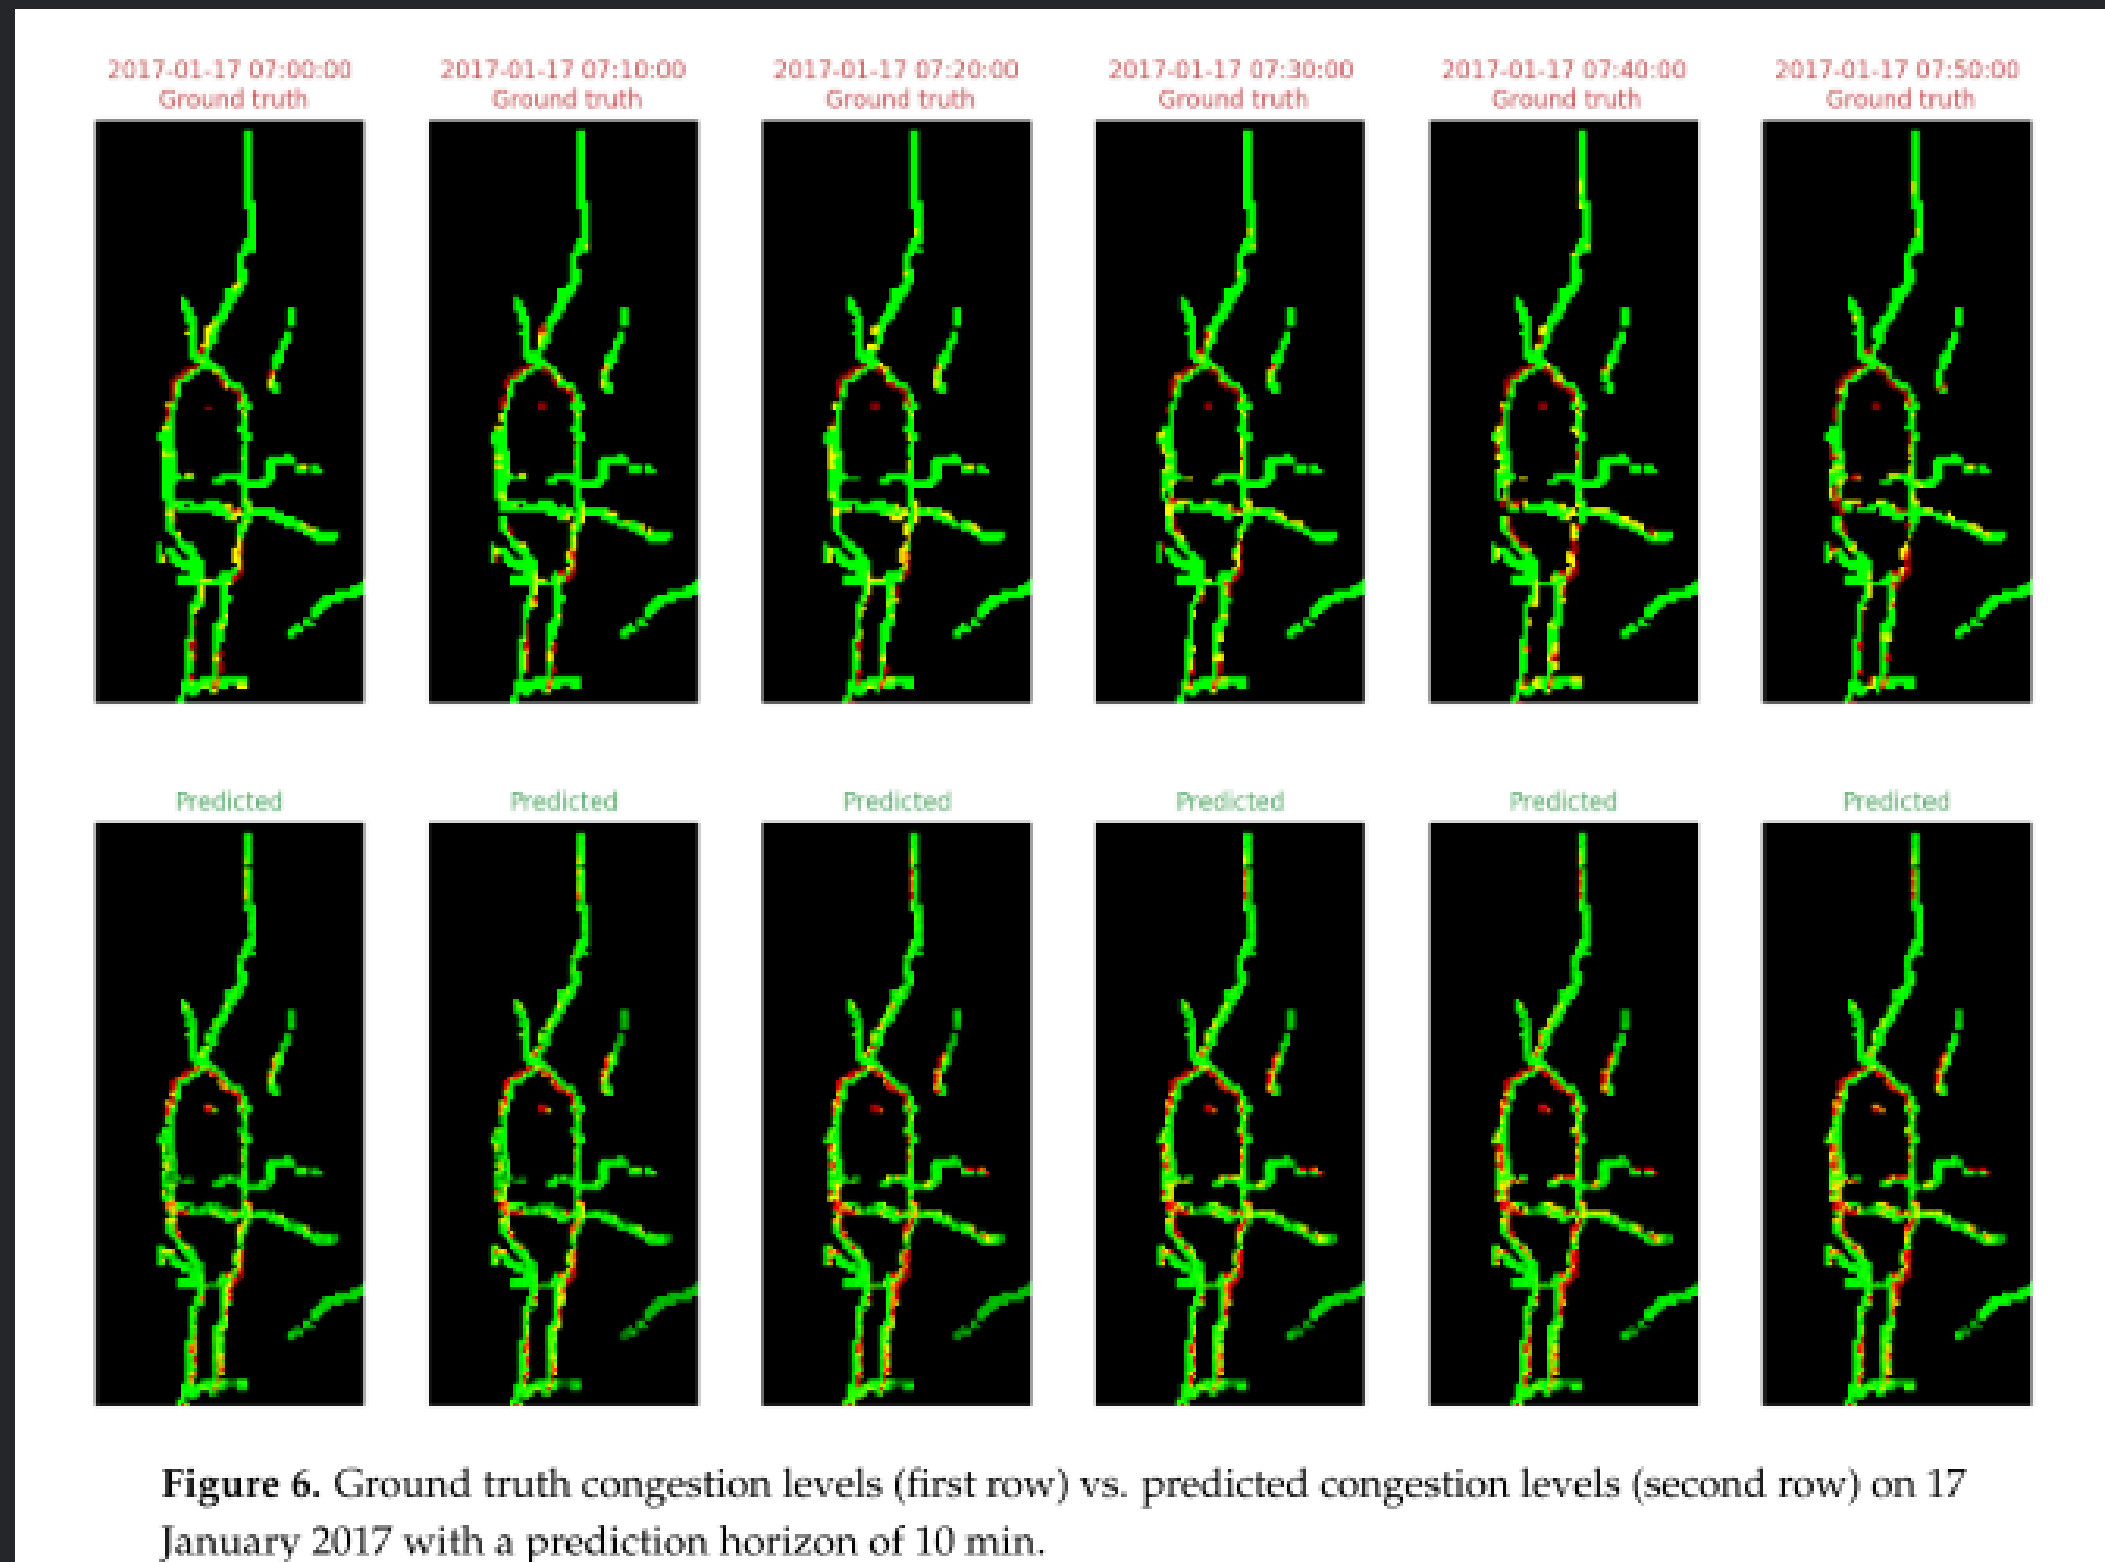 2017-01-17 07:00:00
Ground truth
2017-01-17 07:10:00
Ground truth
2017-01-17 07:20:00
Ground truth
2017-01-17 07:30:00
Ground truth
2017-01-17 07:40:00
Ground truth
2017-01-17 07:50:00
Ground truth
Predicted
Predicted
Predicted
Predicted
Predicted
Predicted
Figure 6. Ground truth congestion levels (first row) vs. predicted congestion levels (second row) on 17
January 2017 with a prediction horizon of 10 min.